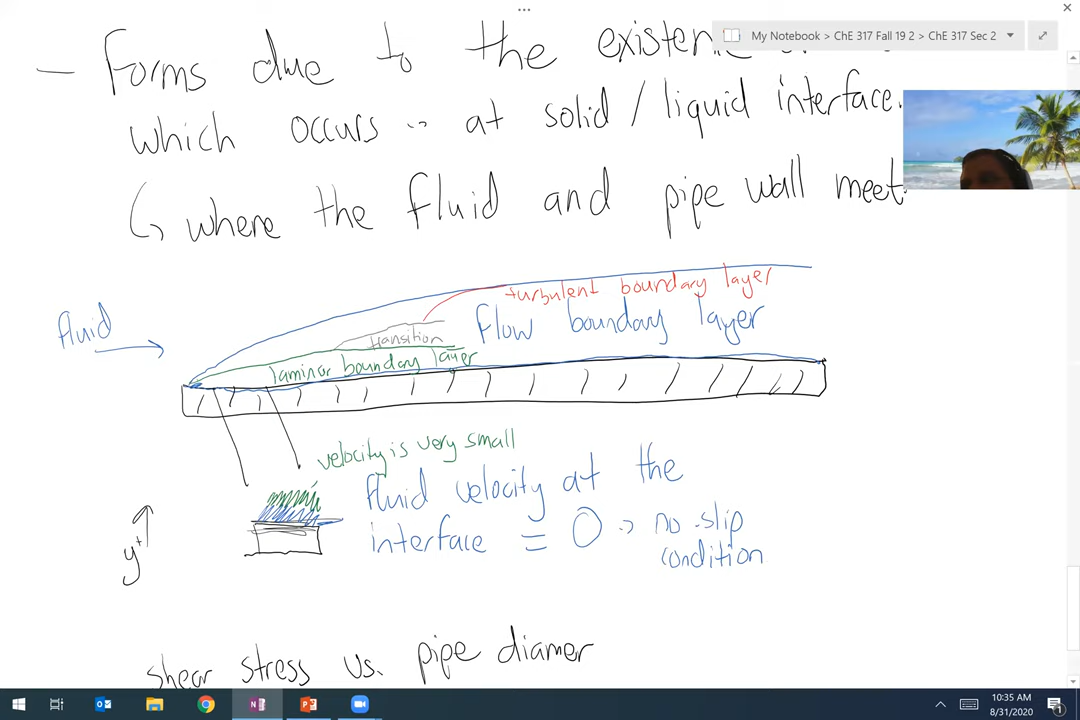 My Notebook > ChE 317 Fall 19 2 > ChE 317 Sec 2
- Forms due to the
which occurs @ at solid / liquid interface.
↳ where the fluid and pipe wall meet.
fluid
turbulent boundary layer
flow boundary layer
transition
laminar boundary layer
velocity is very small
fluid velocity at the
interface = 0 → no slip
condition
y+
shear stress vs. pipe diamer
10:35 AM
8/31/2020